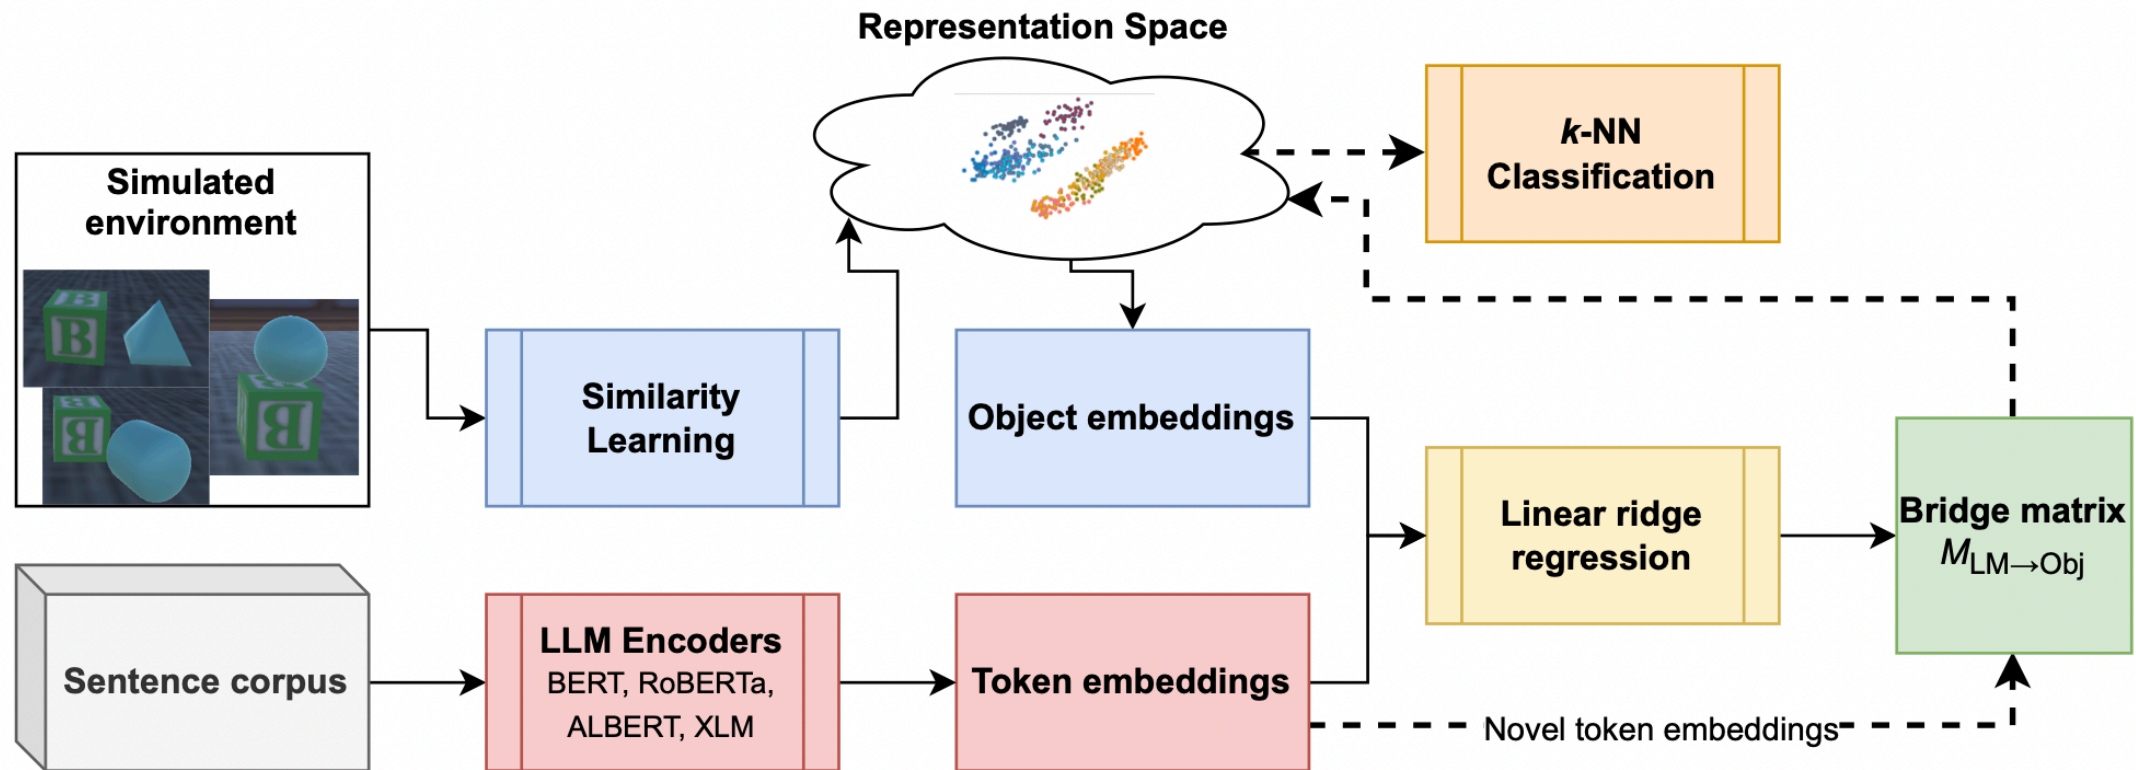 Representation Space
k-NN
Classification
Simulated
environment
B
B
B
B
B
B
Similarity
Learning
Object embeddings
Linear ridge
regression
Bridge matrix
M LM→Obj
Sentence corpus
LLM Encoders
BERT, RoBERTa,
ALBERT, XLM
Token embeddings
Novel token embeddings